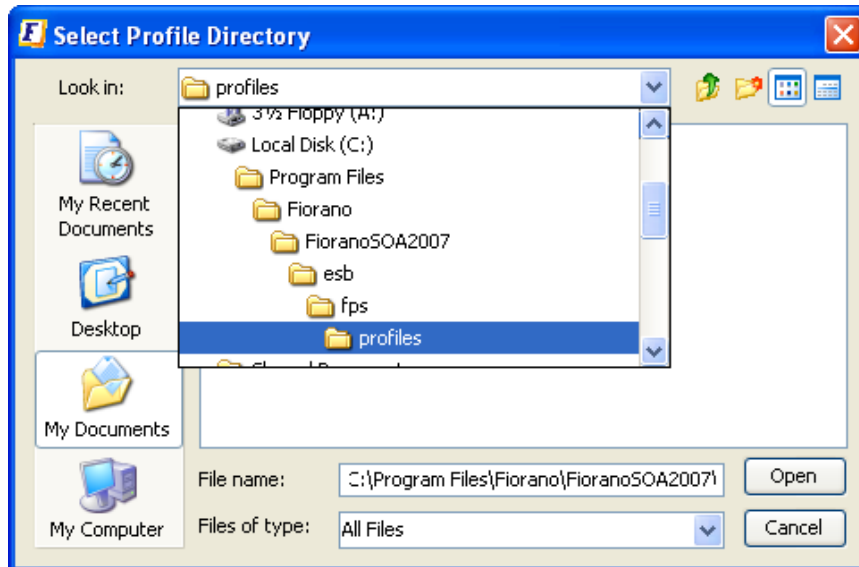 Select Profile Directory
Look in:
profiles
3½ Floppy (A:)
Local Disk (C:)
Program Files
Fiorano
FioranoSOA2007
esb
fps
profiles
My Recent
Documents
Desktop
My Documents
My Computer
File name:
C:\Program Files\Fiorano\FioranoSOA2007\
Open
Files of type:
All Files
Cancel